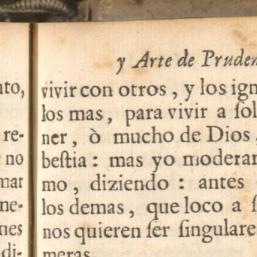 y Arte de Pruden
nto,
re-
no
mar
ne-
nes
di-
vivir con otros, y los ign
los mas, para vivir a ſol
ner, ò mucho de Dios,
beſtia: mas yo moderar
mo, diziendo: antes
los demas, que loco a ſ
nos quieren ſer ſingulare
meras